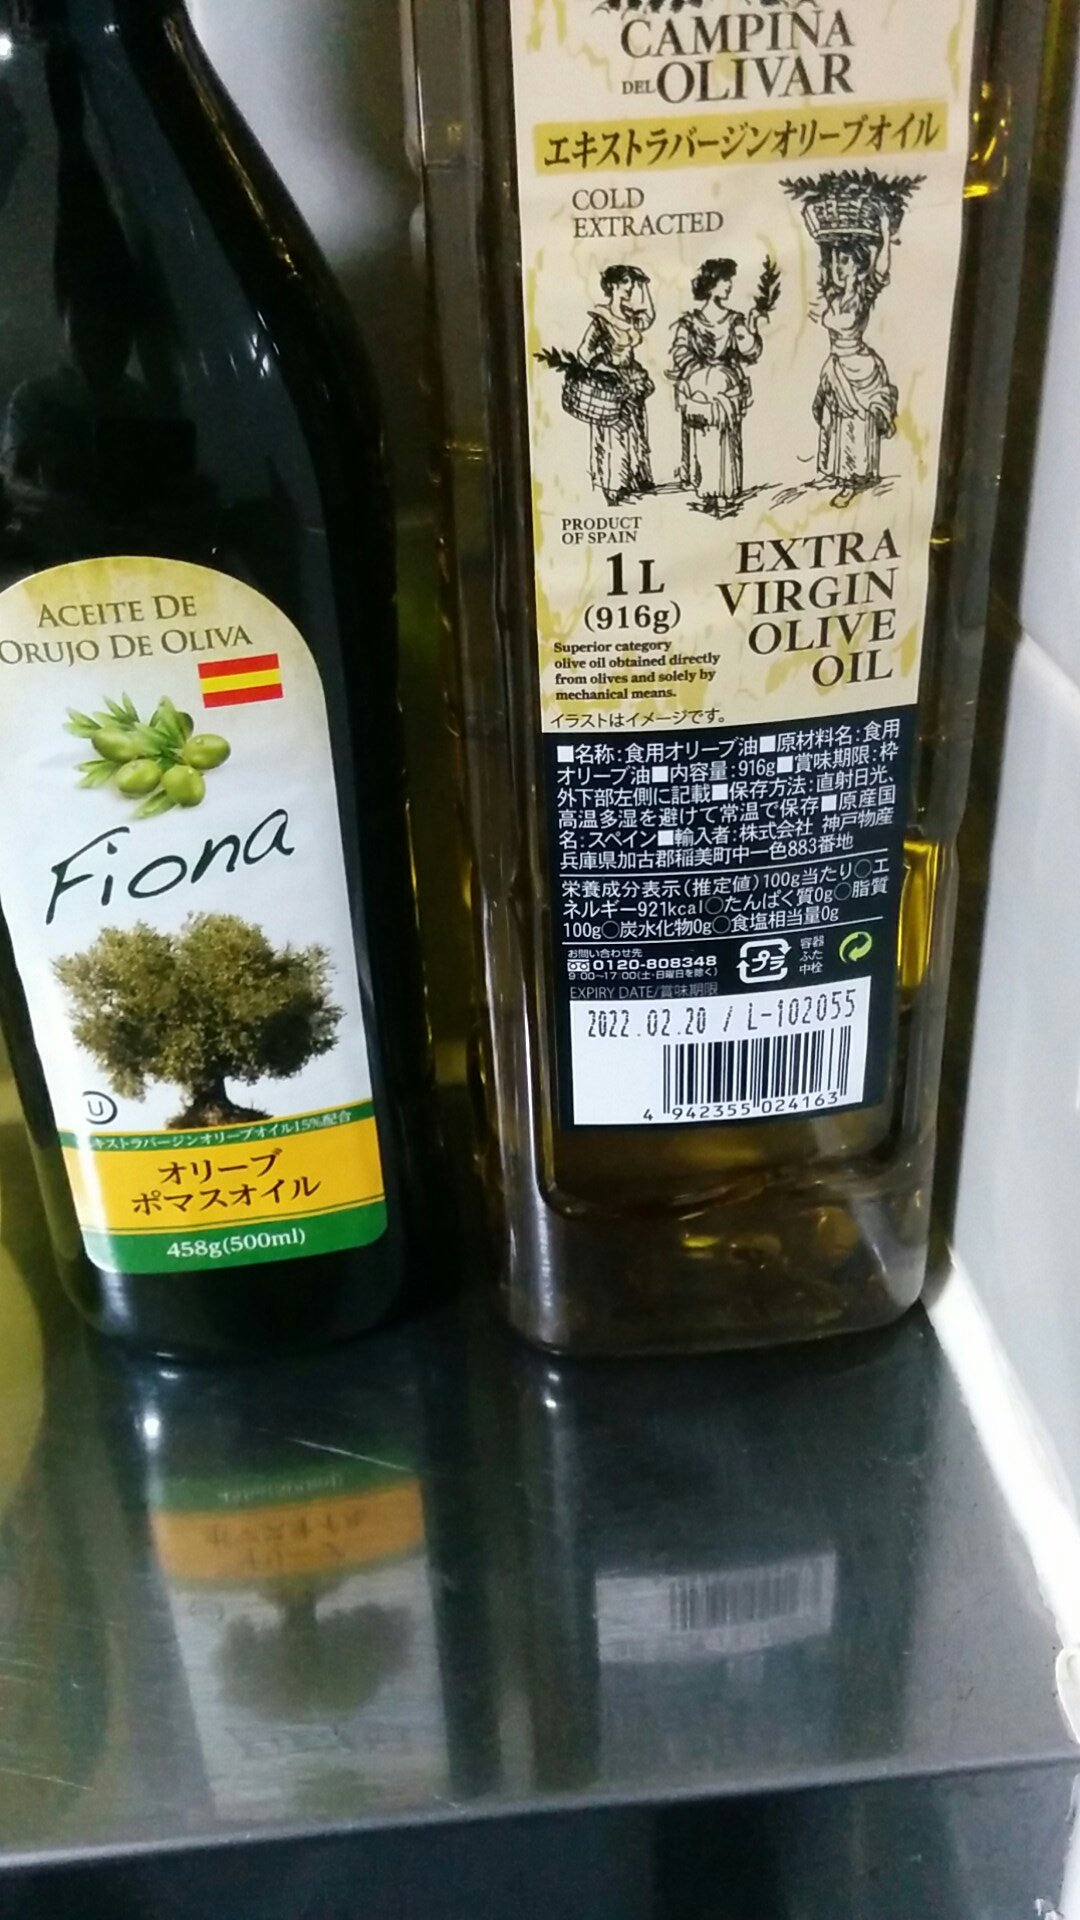 ACEITE DE
ORUJO DE OLIVA
Fiona
U
キストラバージンオリーブオイル15%配合
オリーブ
ポマスオイル
458g(500ml)
CAMPIÑA
DEL OLIVAR
エキストラバージンオリーブオイル
COLD
EXTRACTED
PRODUCT
OF SPAIN
1L
(916g)
EXTRA
VIRGIN
OLIVE
OIL
Superior category
olive oil obtained directly
from olives and solely by
mechanical means.
イラストはイメージです。
■名称:食用オリーブ油■原材料名:食用
オリーブ油■内容量:916g■賞味期限:枠
外下部左側に記載■保存方法:直射日光、
高温多湿を避けて常温で保存■原産国
名:スペイン■輸入者:株式会社 神戸物産
兵庫県加古郡稲美町中一色883番地
栄養成分表示(推定値)100g当たり○エ
ネルギー921kcal○たんぱく質0g○脂質
100g○炭水化物0g○食塩相当量0g
お問い合わせ先
0120-808348
9:00~17:00(土・日曜日を除く)
プラ
容器
ふた
中栓
EXPIRY DATE/賞味期限
2022.02.20 / L-102055
4 942355 024163